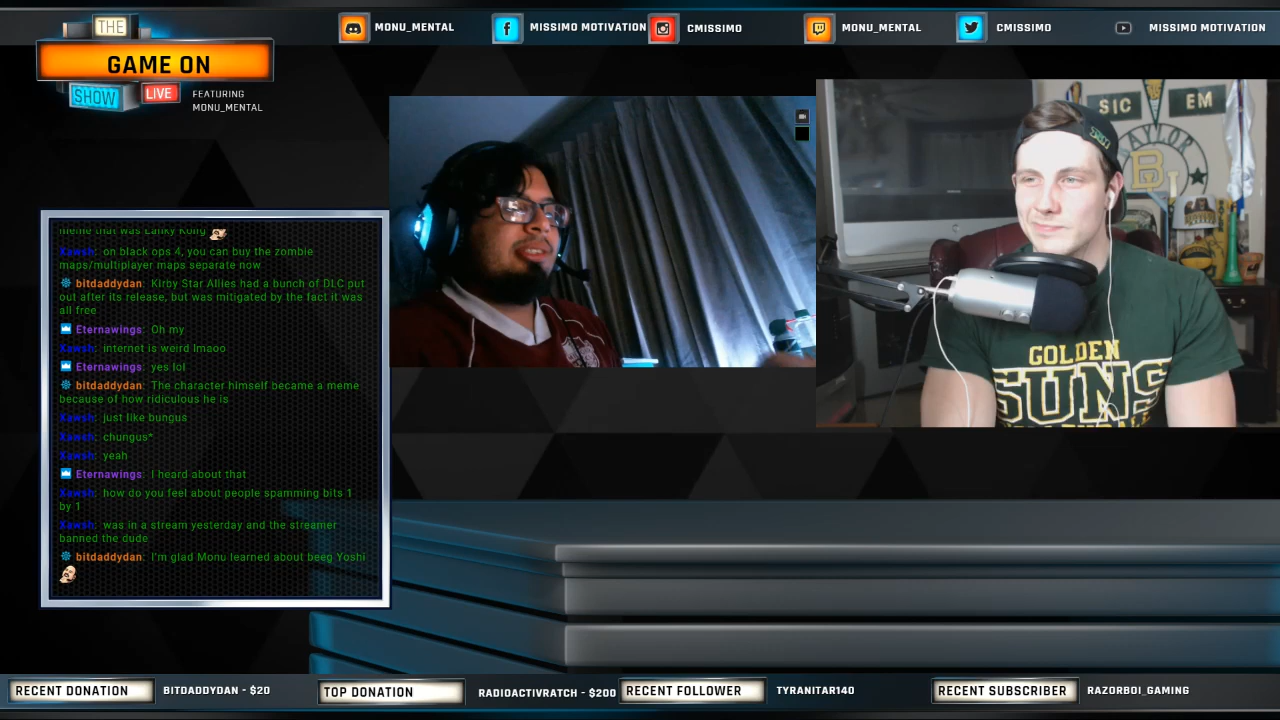 THE
GAME ON
SHOW
LIVE
FEATURING
MONU_MENTAL
MONU_MENTAL
MISSIMO MOTIVATION
CMISSIMO
MONU_MENTAL
CMISSIMO
MISSIMO MOTIVATION
meme that was Lanky Kong
Xawsh: on black ops 4, you can buy the zombie
maps/multiplayer maps separate now
bitdaddydan: Kirby Star Allies had a bunch of DLC put
out after its release, but was mitigated by the fact it was
all free
Eternawings: Oh my
Xawsh: internet is weird lmaoo
Eternawings: yes lol
bitdaddydan: The character himself became a meme
because of how ridiculous he is
Xawsh: just like bungus
Xawsh: chungus*
Xawsh: yeah
Eternawings: I heard about that
Xawsh: how do you feel about people spamming bits 1
by 1
Xawsh: was in a stream yesterday and the streamer
banned the dude
bitdaddydan: I'm glad Monu learned about beeg Yoshi
SIC EM
BAYLOR
B
GOLDEN
SUNS
RECENT DONATION
BITDADDYDAN - $20
TOP DONATION
RADIOACTIVRATCH - $200
RECENT FOLLOWER
TYRANITAR140
RECENT SUBSCRIBER
RAZORBOI_GAMING